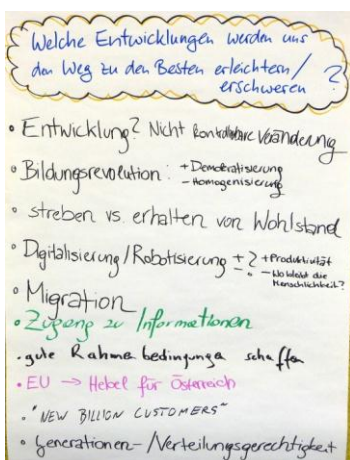 Welche Entwicklungen werden uns
den Weg zu den Besten erleichtern/
erschweren ?
• Entwicklung? Nicht kontrollierbare Veränderung
• Bildungsrevolution: + Demokratisierung
- Homogenisierung
• streben vs. erhalten von Wohlstand
• Digitalisierung/Robotisierung ± ? + Produktivität
- Wo bleibt die
Menschlichkeit?
• Migration
• Zugang zu Informationen
• gute Rahmenbedingungen schaffen
• EU → Hebel für Österreich
• "NEW BILLION CUSTOMERS"
• Generationen-/Verteilungsgerechtigkeit